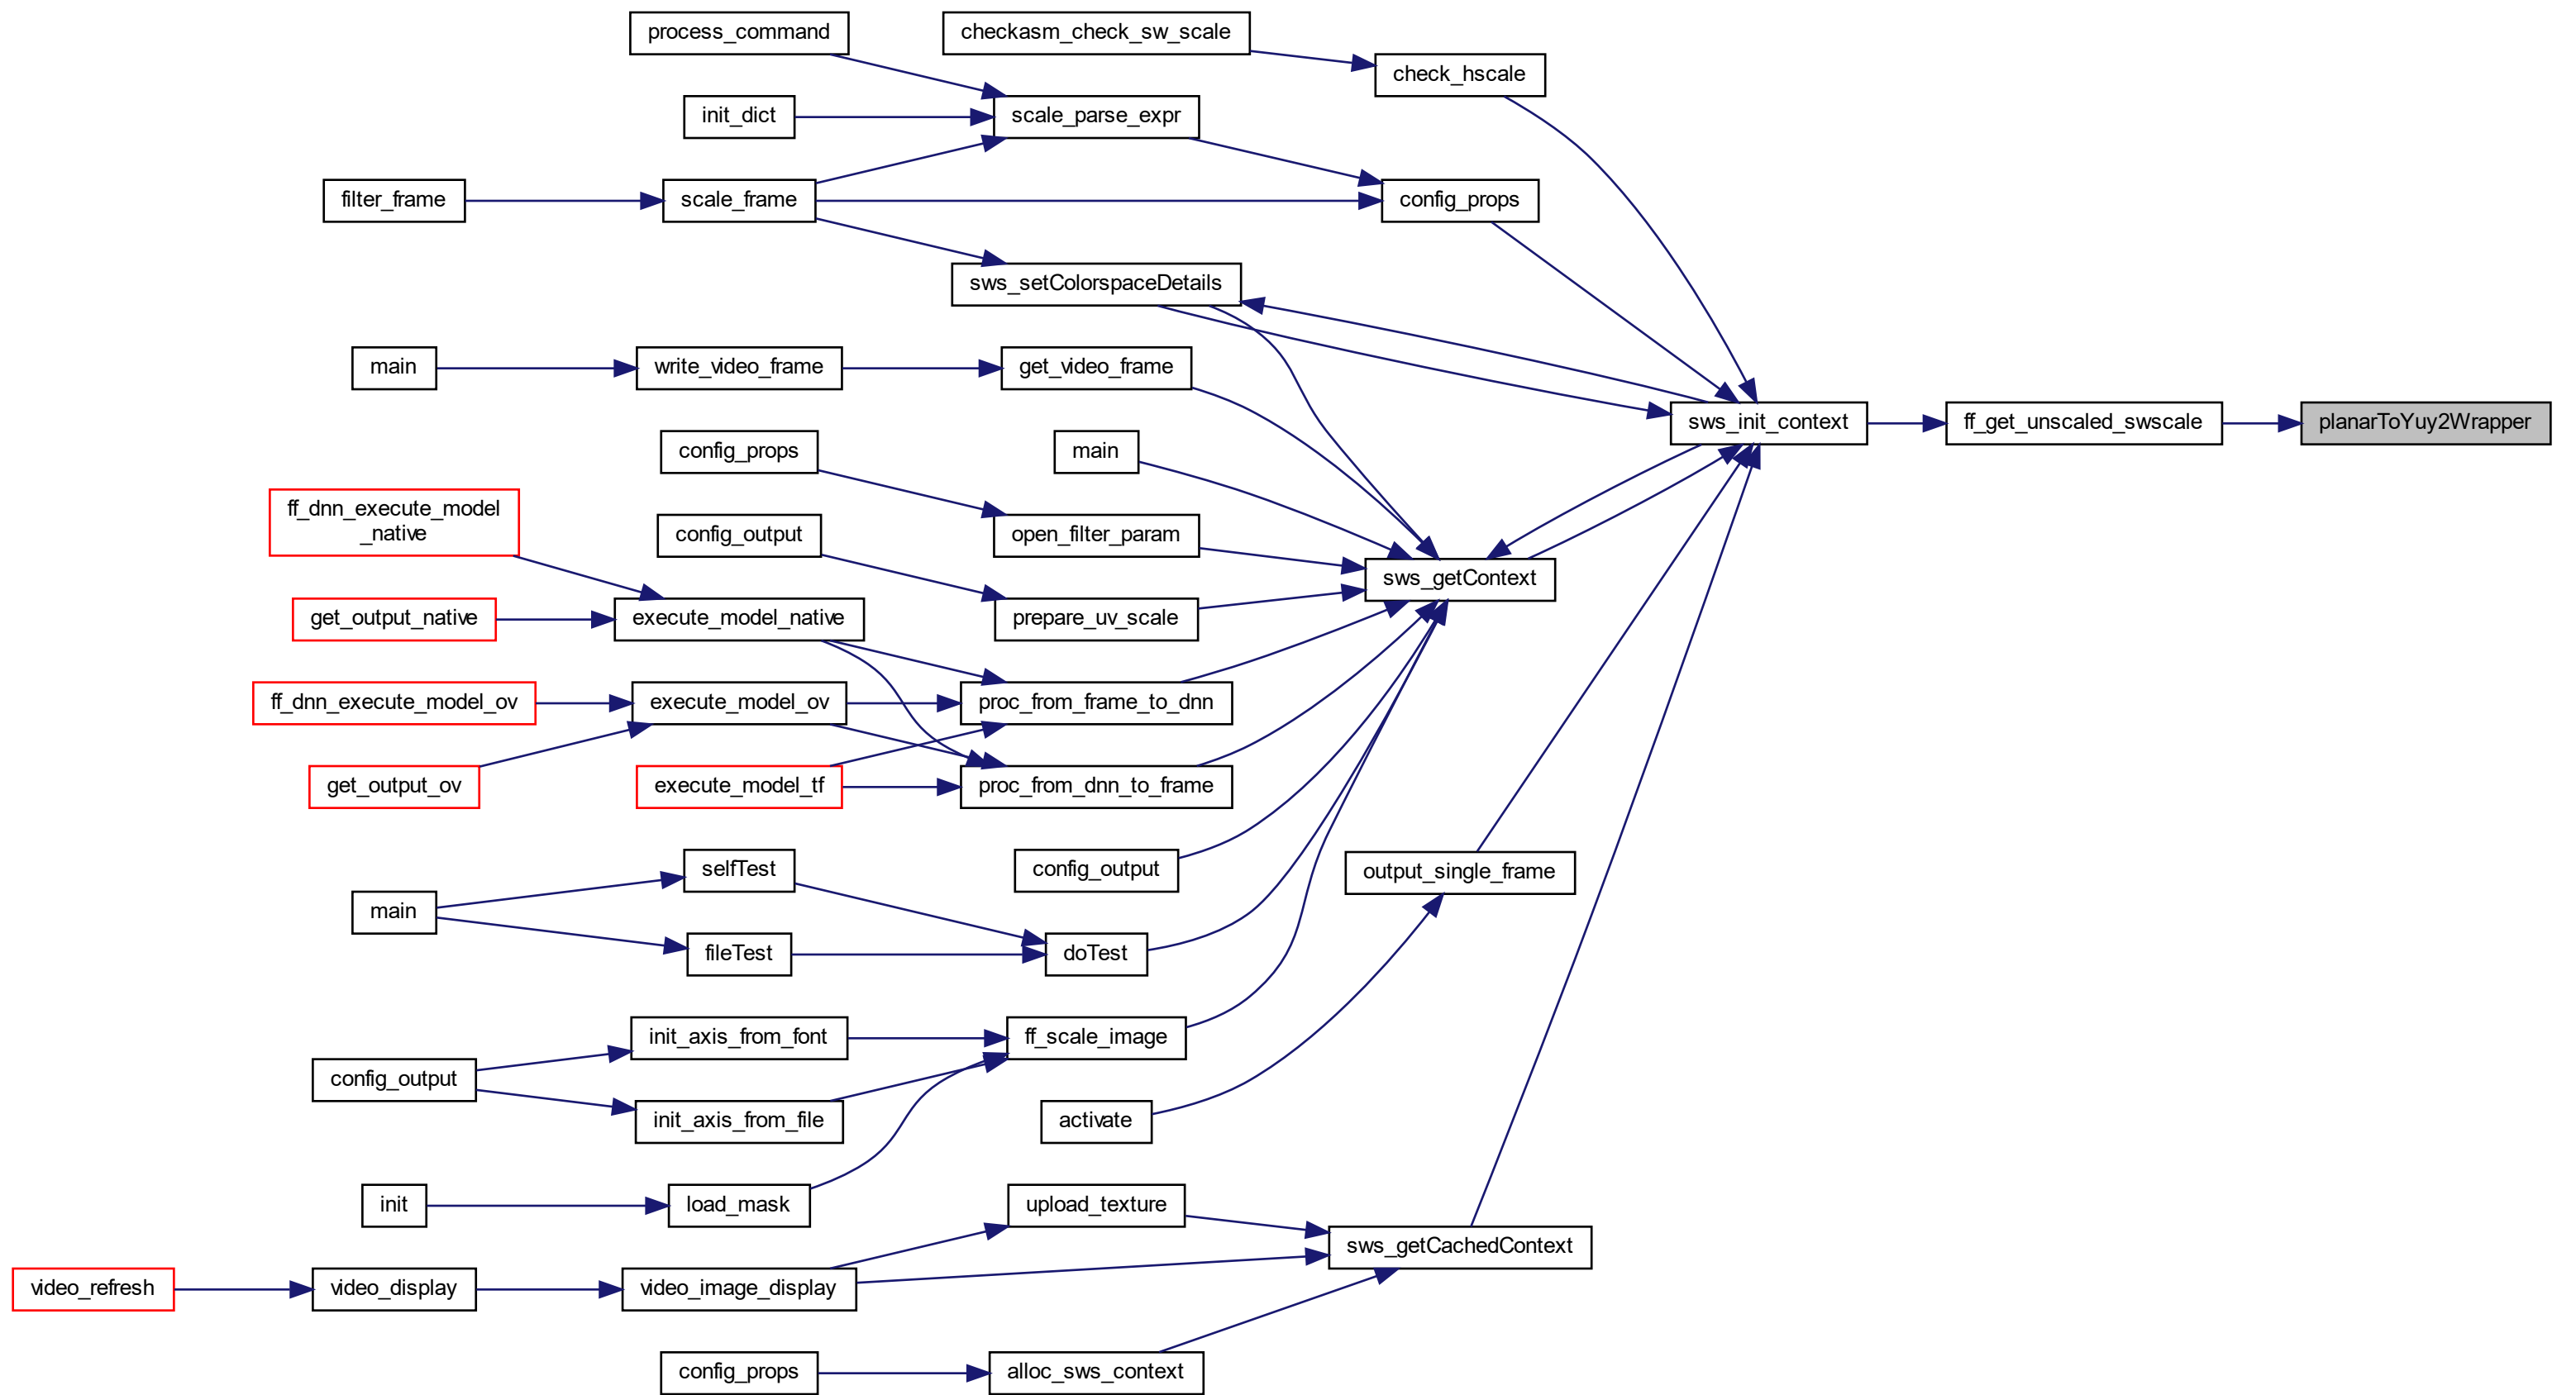 process_command
checkasm_check_sw_scale
check_hscale
init_dict
scale_parse_expr
filter_frame
scale_frame
config_props
sws_setColorspaceDetails
main
write_video_frame
get_video_frame
sws_init_context
ff_get_unscaled_swscale
planarToYuy2Wrapper
config_props
main
ff_dnn_execute_model
_native
config_output
open_filter_param
sws_getContext
get_output_native
execute_model_native
prepare_uv_scale
ff_dnn_execute_model_ov
execute_model_ov
proc_from_frame_to_dnn
get_output_ov
execute_model_tf
proc_from_dnn_to_frame
selfTest
config_output
output_single_frame
main
fileTest
doTest
init_axis_from_font
ff_scale_image
config_output
init_axis_from_file
activate
init
load_mask
upload_texture
sws_getCachedContext
video_refresh
video_display
video_image_display
config_props
alloc_sws_context